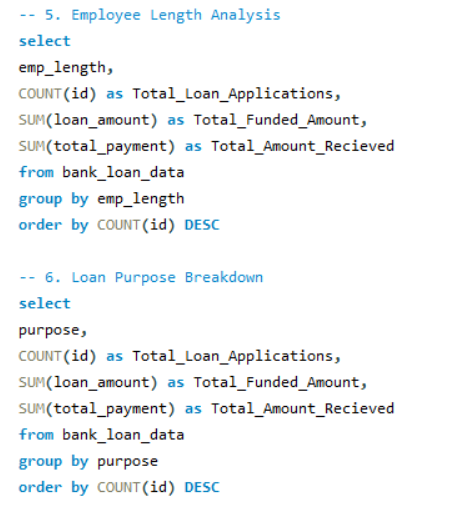 -- 5. Employee Length Analysis
select
emp_length,
COUNT(id) as Total_Loan_Applications,
SUM(loan_amount) as Total_Funded_Amount,
SUM(total_payment) as Total_Amount_Recieved
from bank_loan_data
group by emp_length
order by COUNT(id) DESC
-- 6. Loan Purpose Breakdown
select
purpose,
COUNT(id) as Total_Loan_Applications,
SUM(loan_amount) as Total_Funded_Amount,
SUM(total_payment) as Total_Amount_Recieved
from bank_loan_data
group by purpose
order by COUNT(id) DESC